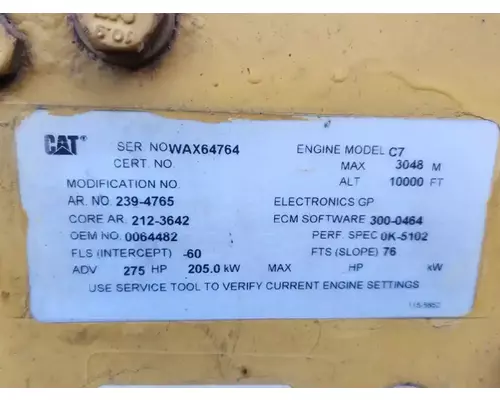 10.9
CAT® SER NO WAX64764 ENGINE MODEL C7
CERT. NO. MAX 3048 M
MODIFICATION NO. ALT 10000 FT
AR. NO. 239-4765 ELECTRONICS GP
CORE AR. 212-3642 ECM SOFTWARE 300-0464
OEM NO. 0064482 PERF. SPEC 0K-5102
FLS (INTERCEPT) -60 FTS (SLOPE) 76
ADV 275 HP 205.0 kW MAX HP kW
USE SERVICE TOOL TO VERIFY CURRENT ENGINE SETTINGS